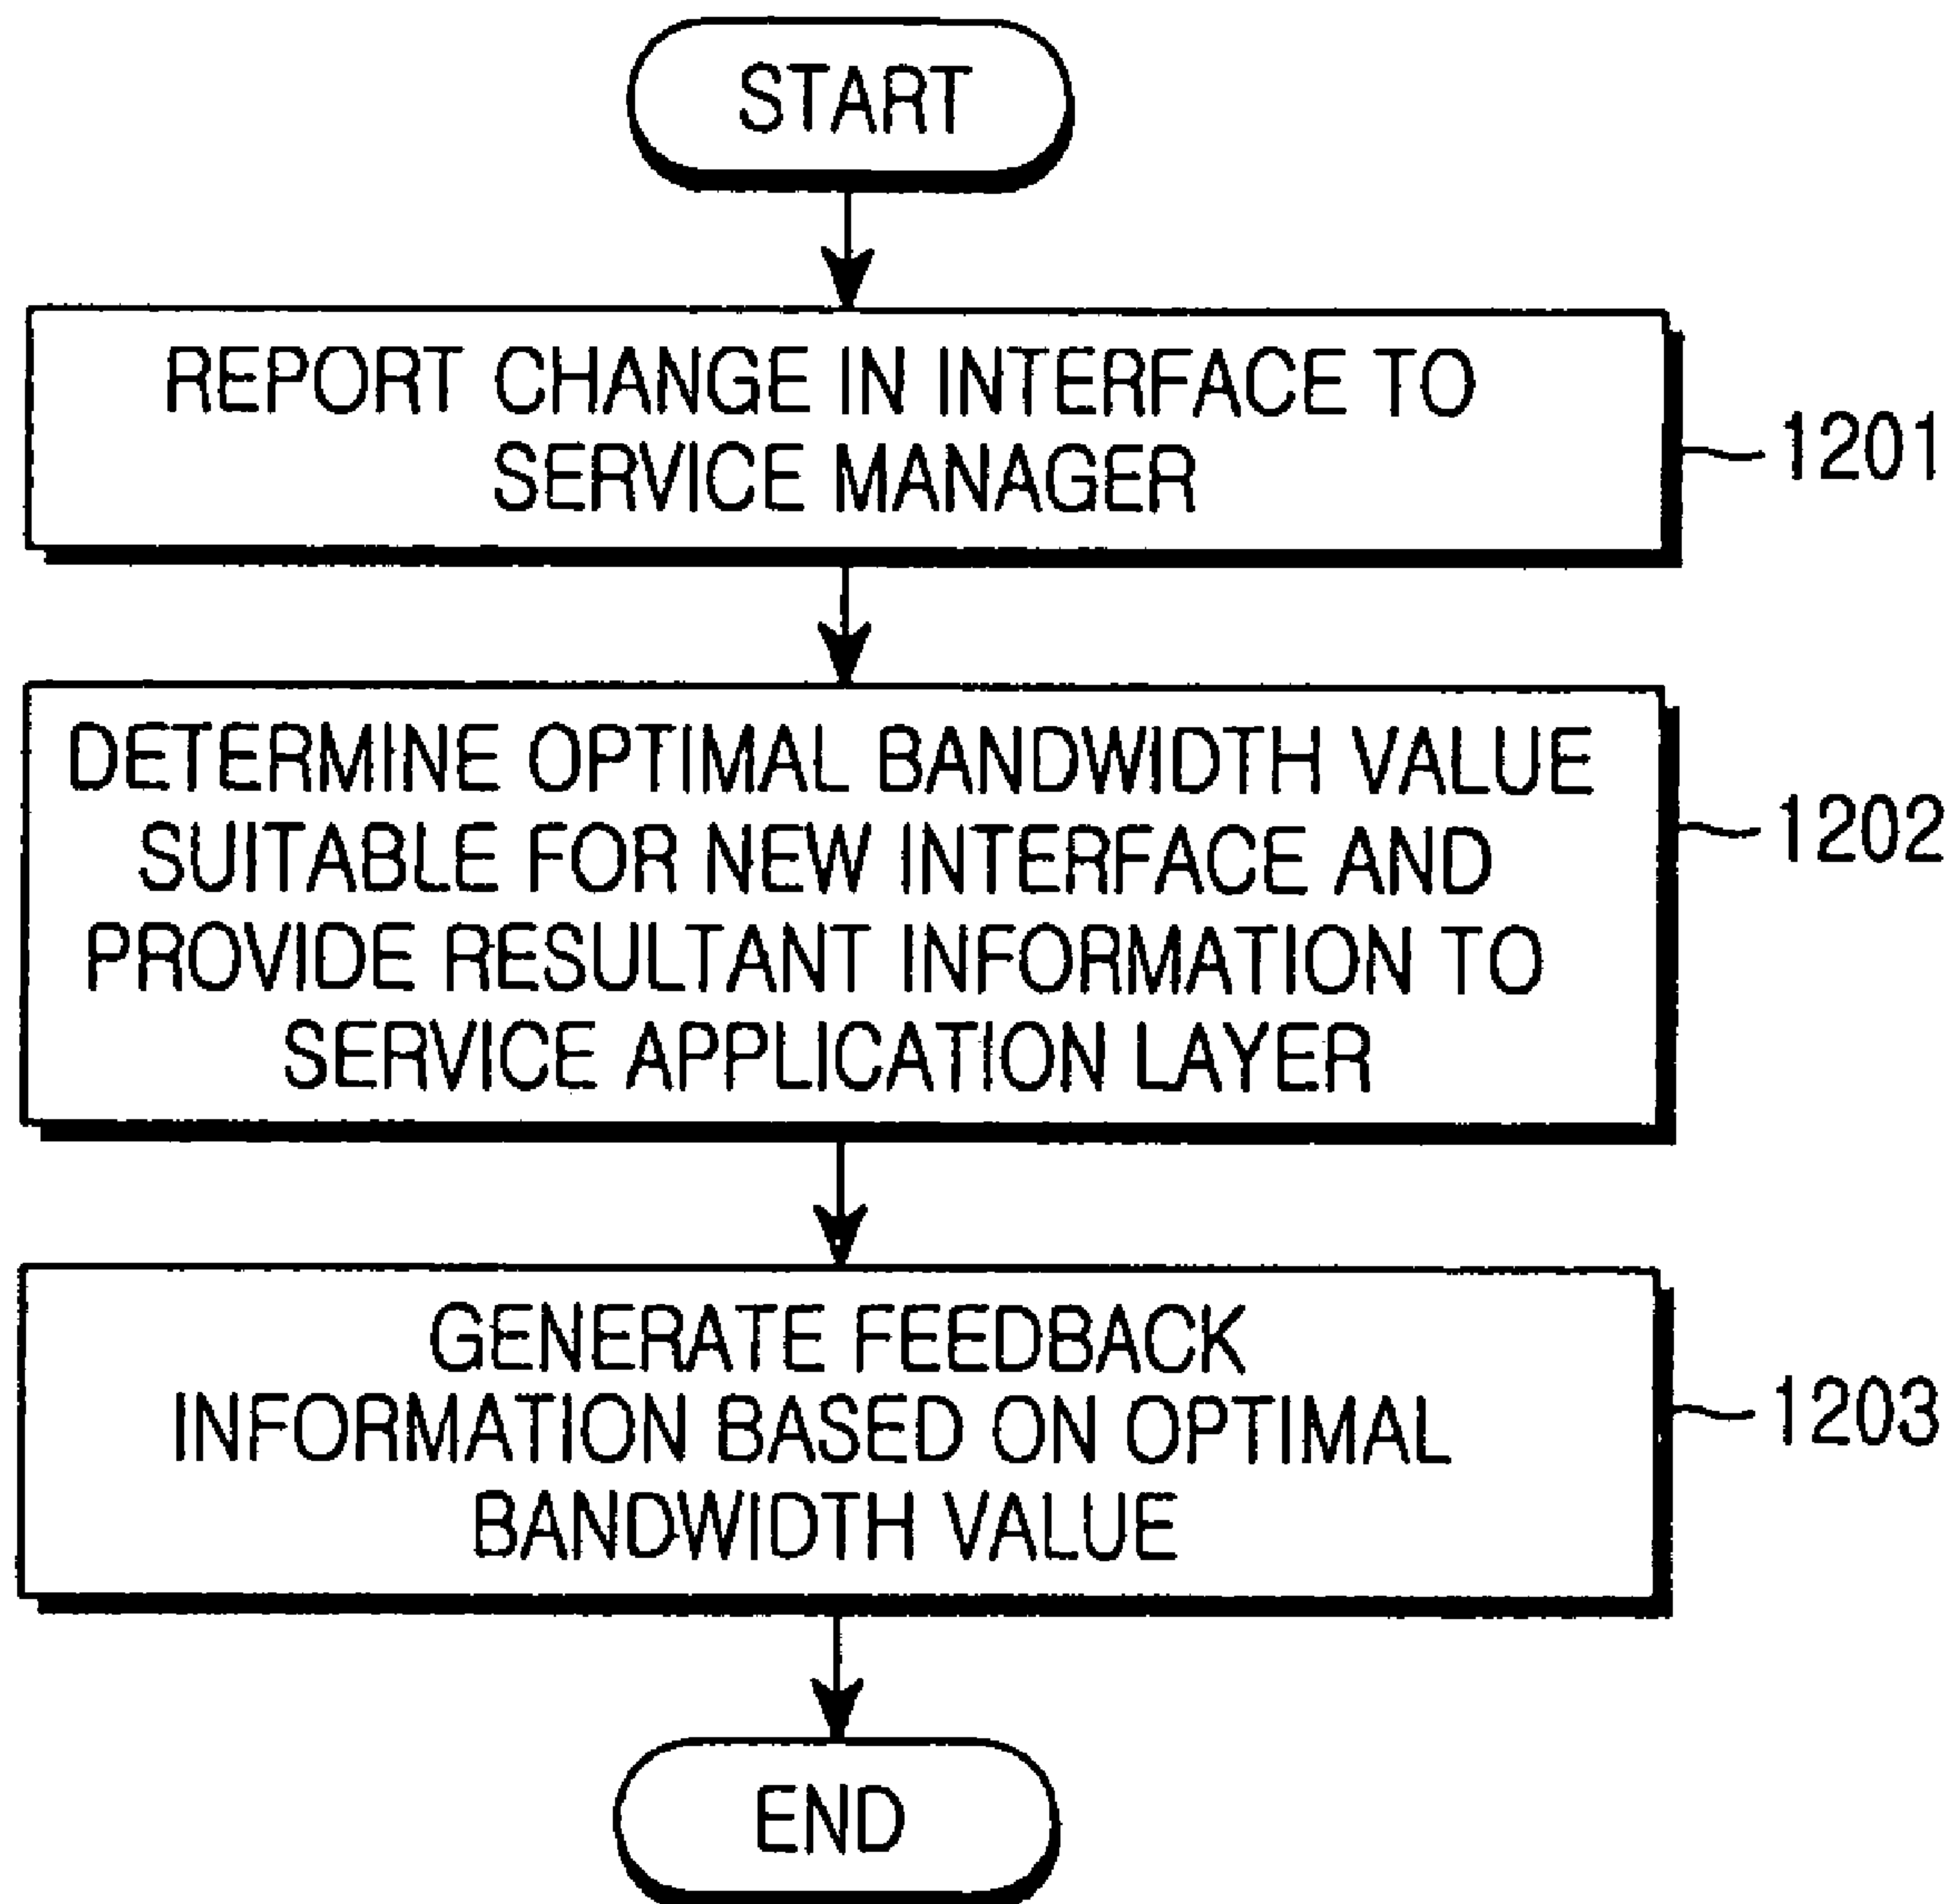 START
REPORT CHANGE IN INTERFACE TO
SERVICE MANAGER
1201
DETERMINE OPTIMAL BANDWIDTH VALUE
SUITABLE FOR NEW INTERFACE AND
PROVIDE RESULTANT INFORMATION TO
SERVICE APPLICATION LAYER
1202
GENERATE FEEDBACK
INFORMATION BASED ON OPTIMAL
BANDWIDTH VALUE
1203
END